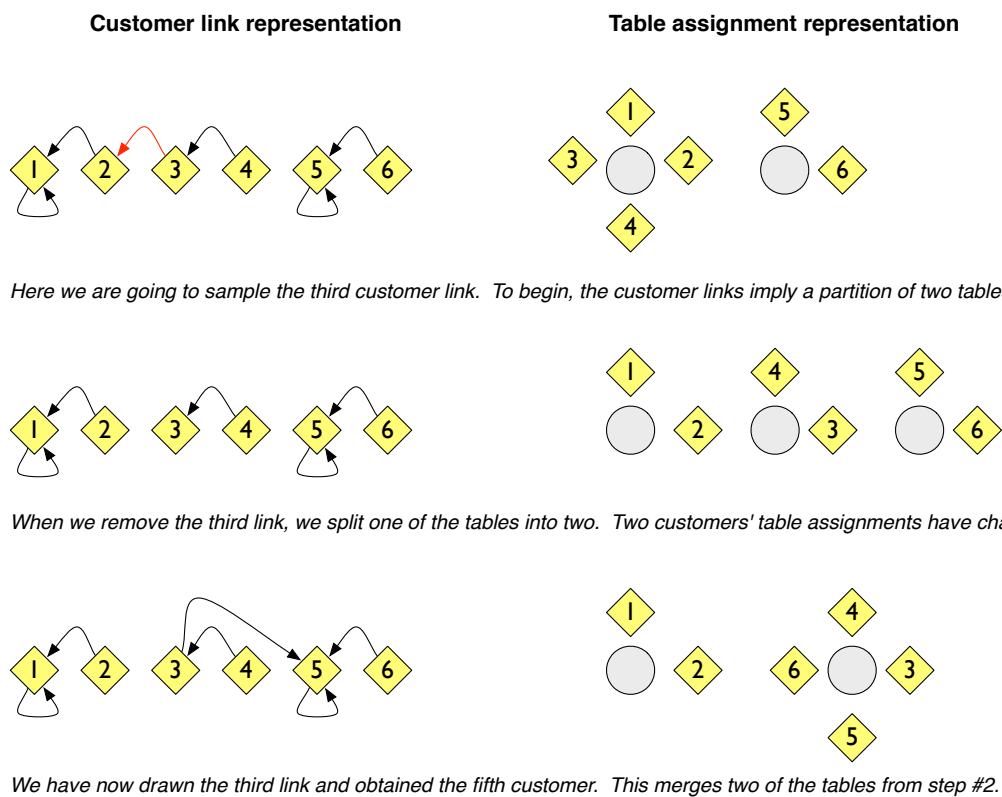 Customer link representation
Table assignment representation
1
5
1 2 3 4 5 6
3 2 6
4
Here we are going to sample the third customer link. To begin, the customer links imply a partition of two table
1 4 5
1 2 3 4 5 6
2 3 6
When we remove the third link, we split one of the tables into two. Two customers' table assignments have cha
1 4
1 2 3 4 5 6
2 6 3
5
We have now drawn the third link and obtained the fifth customer. This merges two of the tables from step #2.